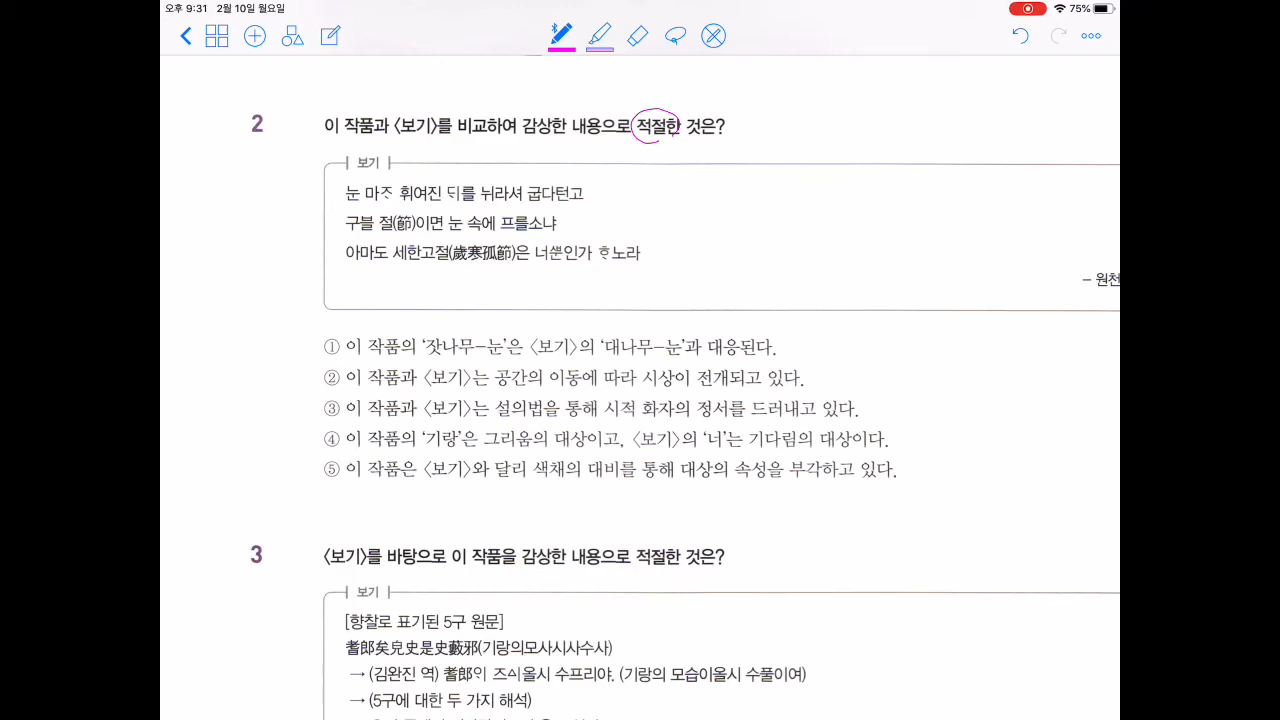 오후 9:31 2월 10일 월요일
75%
2 이 작품과 〈보기〉를 비교하여 감상한 내용으로 적절한 것은?
보기
눈 마ᄌ 휘여진 ᄃᆡ를 뉘라셔 굽다턴고
구블 절(節)이면 눈 속에 프를소냐
아마도 세한고절(歲寒孤節)은 너ᄲᅮᆫ인가 ᄒᆞ노라
– 원천
① 이 작품의 ‘잣나무–눈’은 〈보기〉의 ‘대나무–눈’과 대응된다.
② 이 작품과 〈보기〉는 공간의 이동에 따라 시상이 전개되고 있다.
③ 이 작품과 〈보기〉는 설의법을 통해 시적 화자의 정서를 드러내고 있다.
④ 이 작품의 ‘기랑’은 그리움의 대상이고, 〈보기〉의 ‘너’는 기다림의 대상이다.
⑤ 이 작품은 〈보기〉와 달리 색채의 대비를 통해 대상의 속성을 부각하고 있다.
3 〈보기〉를 바탕으로 이 작품을 감상한 내용으로 적절한 것은?
보기
[향찰로 표기된 5구 원문]
耆郎矣皃史是史藪邪(기랑의모사시사수사)
→ (김완진 역) 耆郎ᄋᆡ 즈ᅀᅵ올시 수프리야. (기랑의 모습이올시 수풀이여)
→ (5구에 대한 두 가지 해석)